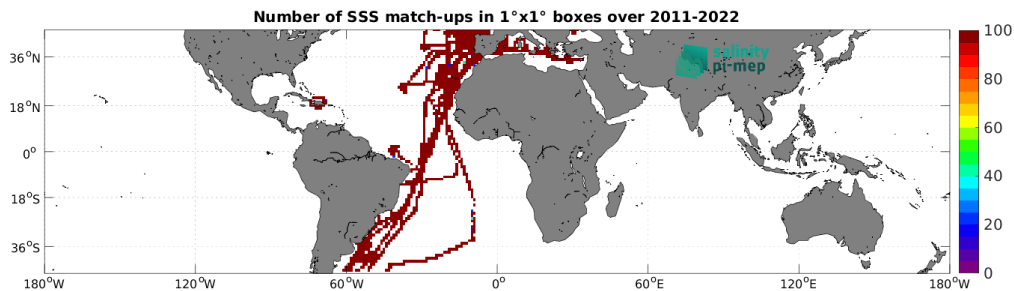 Number of SSS match-ups in 1°x1° boxes over 2011-2022
36°N
18°N
0°
18°S
36°S
180°W
120°W
60°W
0°
60°E
120°E
180°W
100
80
60
40
20
0
salinity
pi-mep